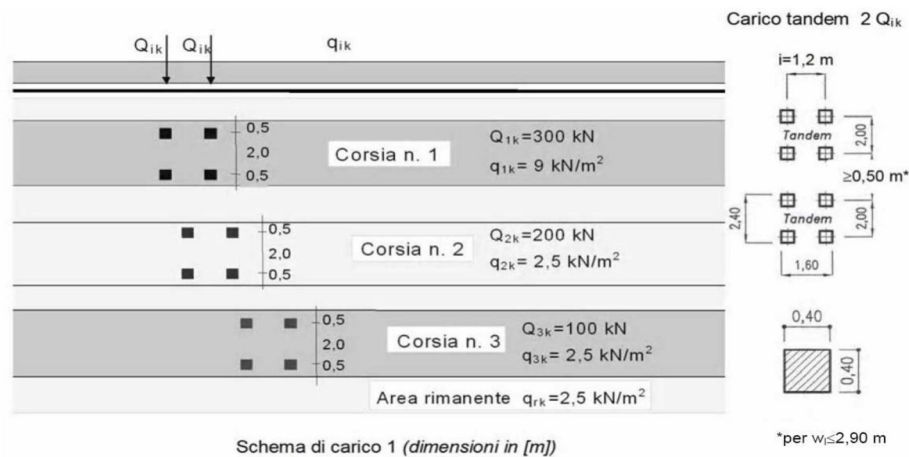 Carico tandem 2 Qik
Qik Qik qik
i=1,2 m
0,5
2,0
0,5
Corsia n. 1
Q1k=300 kN
q1k= 9 kN/m²
Tandem
2,00
≥0,50 m*
0,5
2,0
0,5
Corsia n. 2
Q2k=200 kN
q2k= 2,5 kN/m²
2,40
Tandem
2,00
1,60
0,5
2,0
0,5
Corsia n. 3
Q3k=100 kN
q3k= 2,5 kN/m²
0,40
0,40
Area rimanente qrk=2,5 kN/m²
*per wl≤2,90 m
Schema di carico 1 (dimensioni in [m])